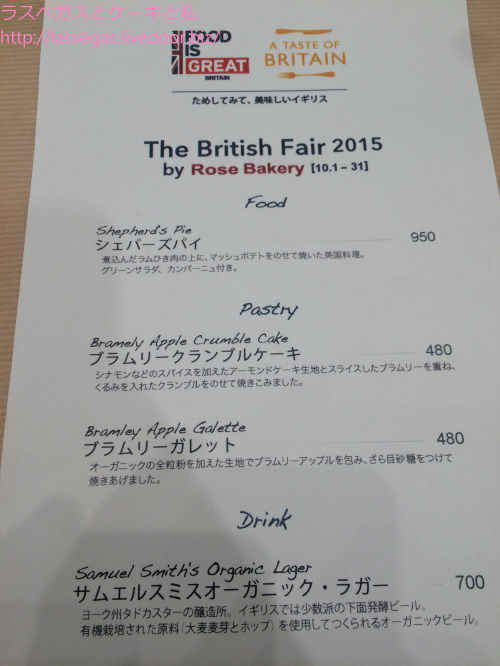 ラスベガスとケーキと私
http://lasvegas.livedoor.biz/
FOOD
IS
GREAT
BRITAIN
A TASTE OF
BRITAIN
ためしてみて、美味しいイギリス
The British Fair 2015
by Rose Bakery [10.1 – 31]
Food
Shepherd's Pie
シェパーズパイ 950
煮込んだラムひき肉の上に、マッシュポテトをのせて焼いた英国料理。
グリーンサラダ、カンパーニュ付き。
Pastry
Bramely Apple Crumble Cake
ブラムリークランブルケーキ 480
シナモンなどのスパイスを加えたアーモンドケーキ生地とスライスしたブラムリーを重ね、
くるみを入れたクランブルをのせて焼きこみました。
Bramley Apple Galette
ブラムリーガレット 480
オーガニックの全粒粉を加えた生地でブラムリーアップルを包み、ざら目砂糖をつけて
焼きあげました。
Drink
Samuel Smith's Organic Lager
サムエルスミスオーガニック・ラガー 700
ヨーク州タドカスターの醸造所。イギリスでは少数派の下面発酵ビール。
有機栽培された原料(大麦麦芽とホップ)を使用してつくられるオーガニックビール。